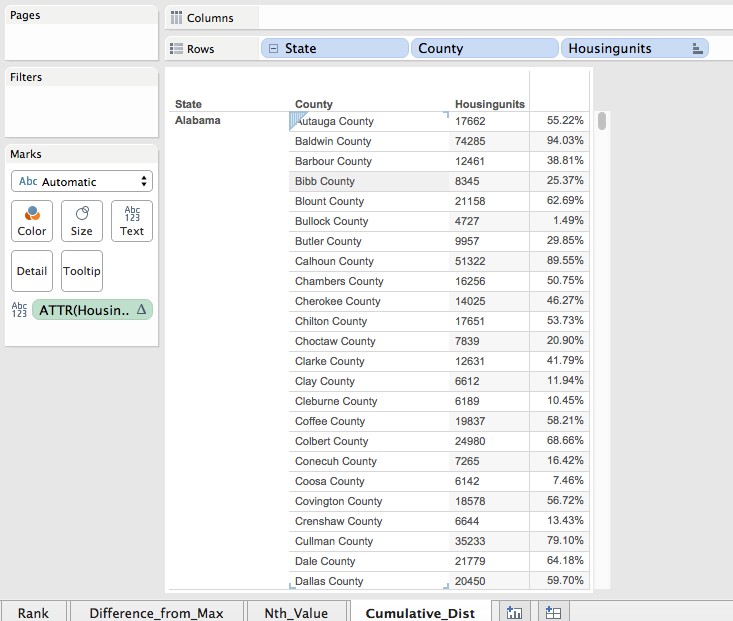 Pages
Columns
Rows State County Housingunits
Filters
Marks
Abc Automatic
Color Size Abc 123 Text
Detail Tooltip
Abc 123 ATTR(Housin.. Δ
State County Housingunits
Alabama Autauga County 17662 55.22%
Baldwin County 74285 94.03%
Barbour County 12461 38.81%
Bibb County 8345 25.37%
Blount County 21158 62.69%
Bullock County 4727 1.49%
Butler County 9957 29.85%
Calhoun County 51322 89.55%
Chambers County 16256 50.75%
Cherokee County 14025 46.27%
Chilton County 17651 53.73%
Choctaw County 7839 20.90%
Clarke County 12631 41.79%
Clay County 6612 11.94%
Cleburne County 6189 10.45%
Coffee County 19837 58.21%
Colbert County 24980 68.66%
Conecuh County 7265 16.42%
Coosa County 6142 7.46%
Covington County 18578 56.72%
Crenshaw County 6644 13.43%
Cullman County 35233 79.10%
Dale County 21779 64.18%
Dallas County 20450 59.70%
Rank Difference_from_Max Nth_Value Cumulative_Dist